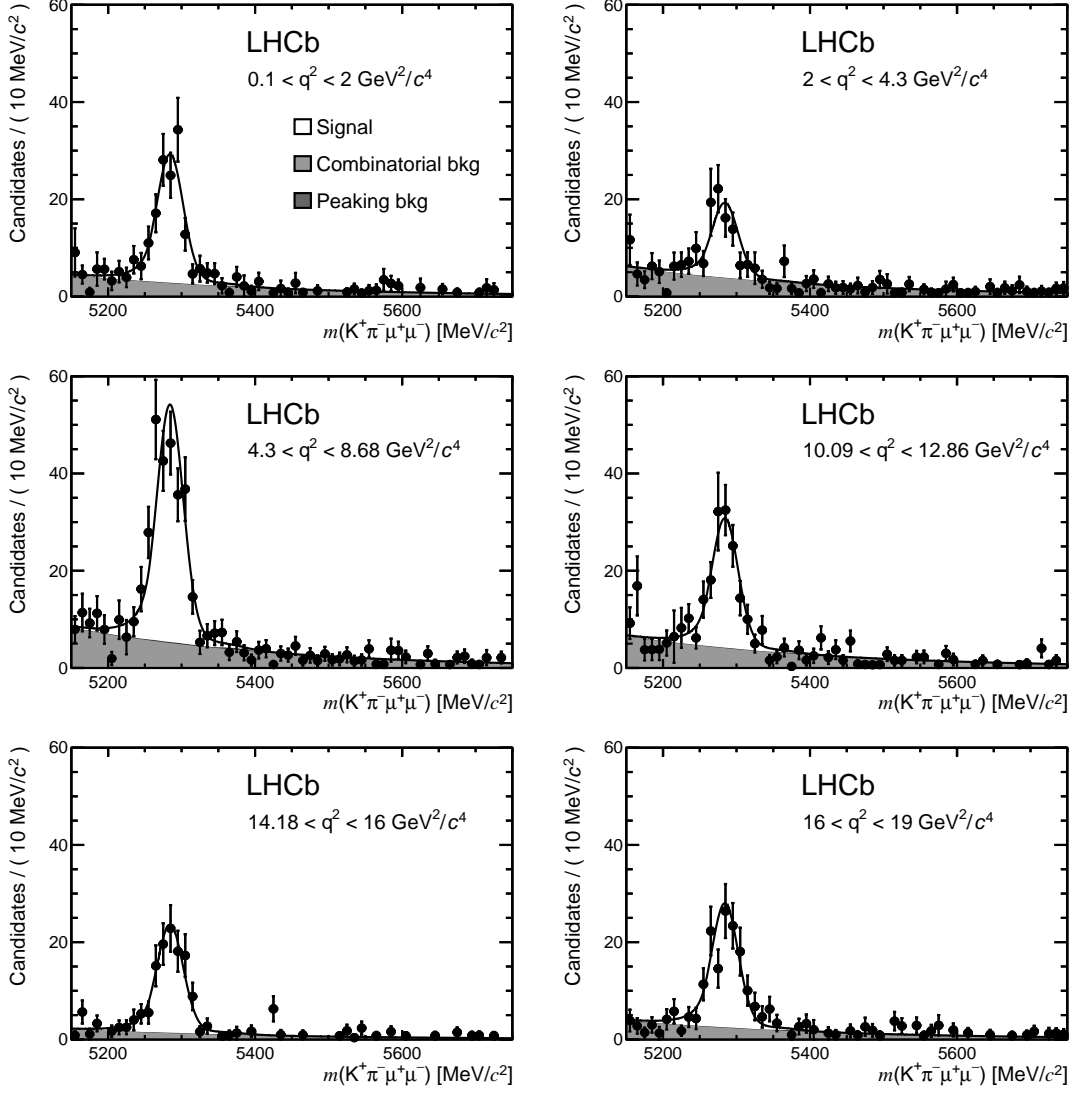 Candidates / ( 10 MeV/c² )
60
40
20
0
LHCb
0.1 < q² < 2 GeV²/c⁴
Signal
Combinatorial bkg
Peaking bkg
5200 5400 5600
m(K⁺π⁻μ⁺μ⁻) [MeV/c²]
Candidates / ( 10 MeV/c² )
60
40
20
0
LHCb
2 < q² < 4.3 GeV²/c⁴
5200 5400 5600
m(K⁺π⁻μ⁺μ⁻) [MeV/c²]
Candidates / ( 10 MeV/c² )
60
40
20
0
LHCb
4.3 < q² < 8.68 GeV²/c⁴
5200 5400 5600
m(K⁺π⁻μ⁺μ⁻) [MeV/c²]
Candidates / ( 10 MeV/c² )
60
40
20
0
LHCb
10.09 < q² < 12.86 GeV²/c⁴
5200 5400 5600
m(K⁺π⁻μ⁺μ⁻) [MeV/c²]
Candidates / ( 10 MeV/c² )
60
40
20
0
LHCb
14.18 < q² < 16 GeV²/c⁴
5200 5400 5600
m(K⁺π⁻μ⁺μ⁻) [MeV/c²]
Candidates / ( 10 MeV/c² )
60
40
20
0
LHCb
16 < q² < 19 GeV²/c⁴
5200 5400 5600
m(K⁺π⁻μ⁺μ⁻) [MeV/c²]